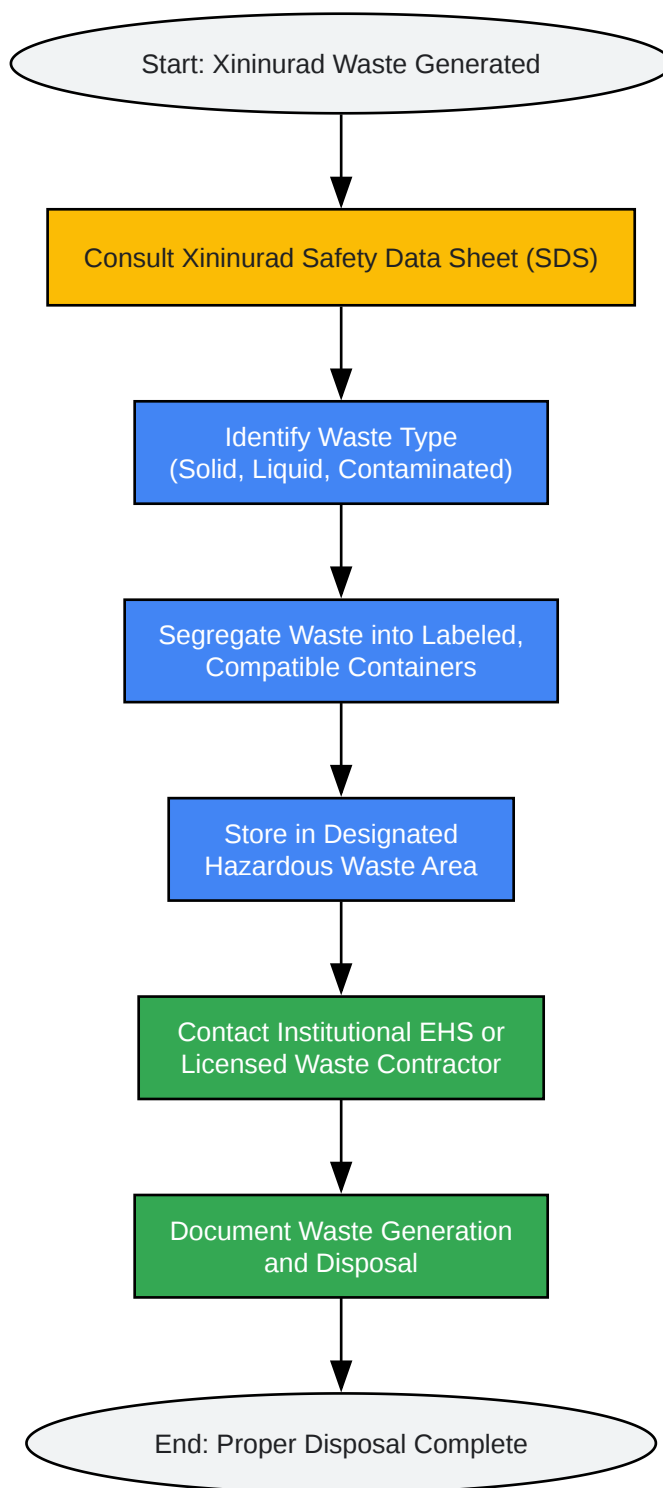 Start: Xininurad Waste Generated
Consult Xininurad Safety Data Sheet (SDS)
Identify Waste Type
(Solid, Liquid, Contaminated)
Segregate Waste into Labeled,
Compatible Containers
Store in Designated
Hazardous Waste Area
Contact Institutional EHS or
Licensed Waste Contractor
Document Waste Generation
and Disposal
End: Proper Disposal Complete